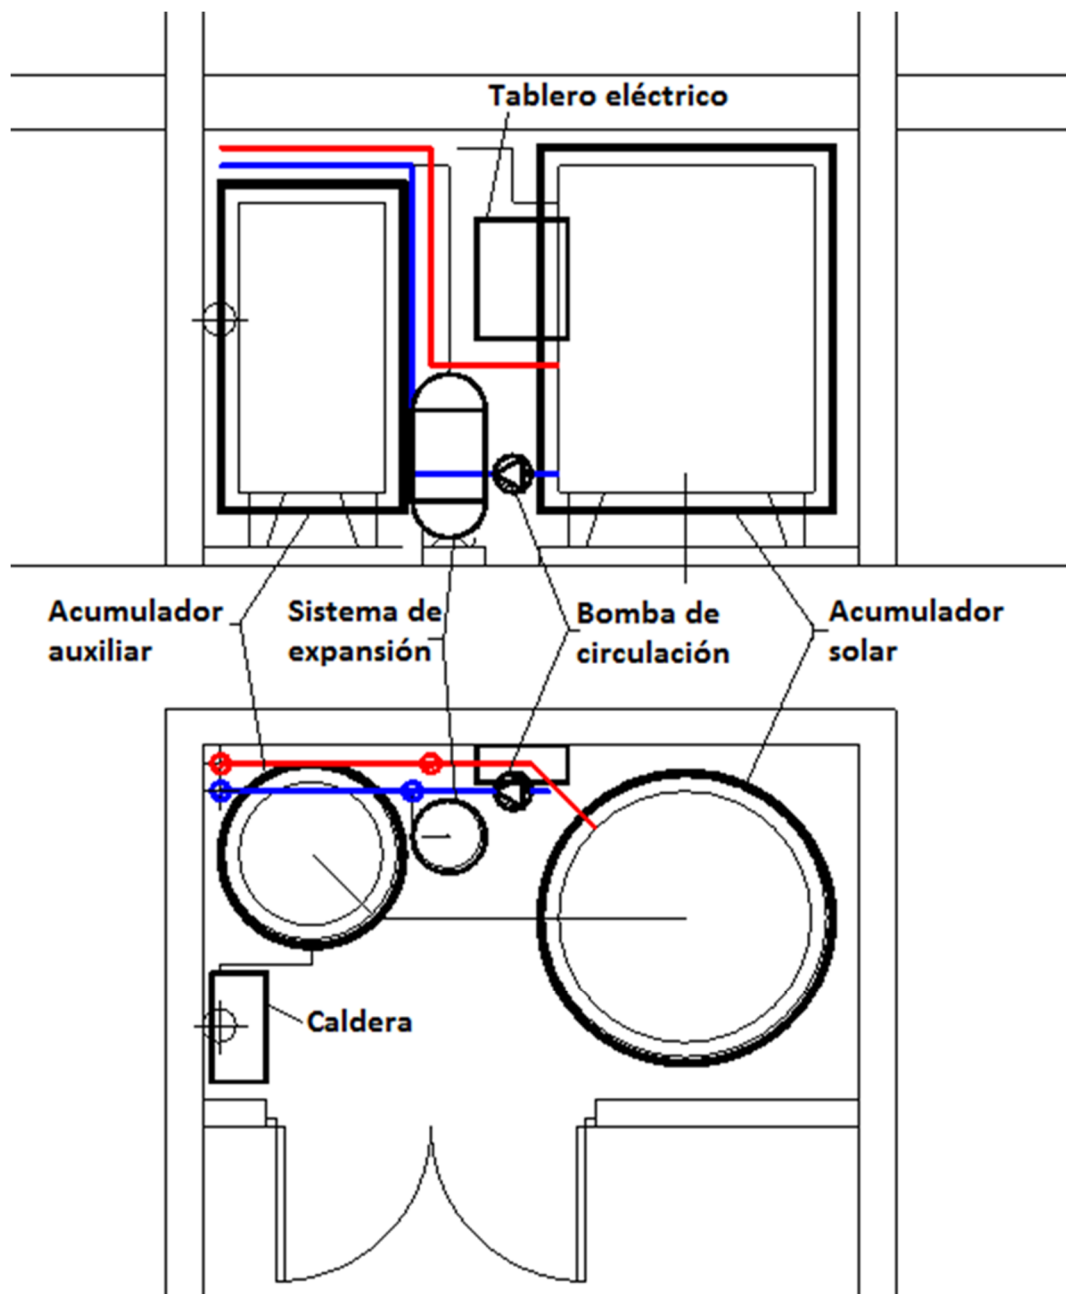 Tablero eléctrico
Acumulador
auxiliar
Sistema de
expansión
Bomba de
circulación
Acumulador
solar
Caldera